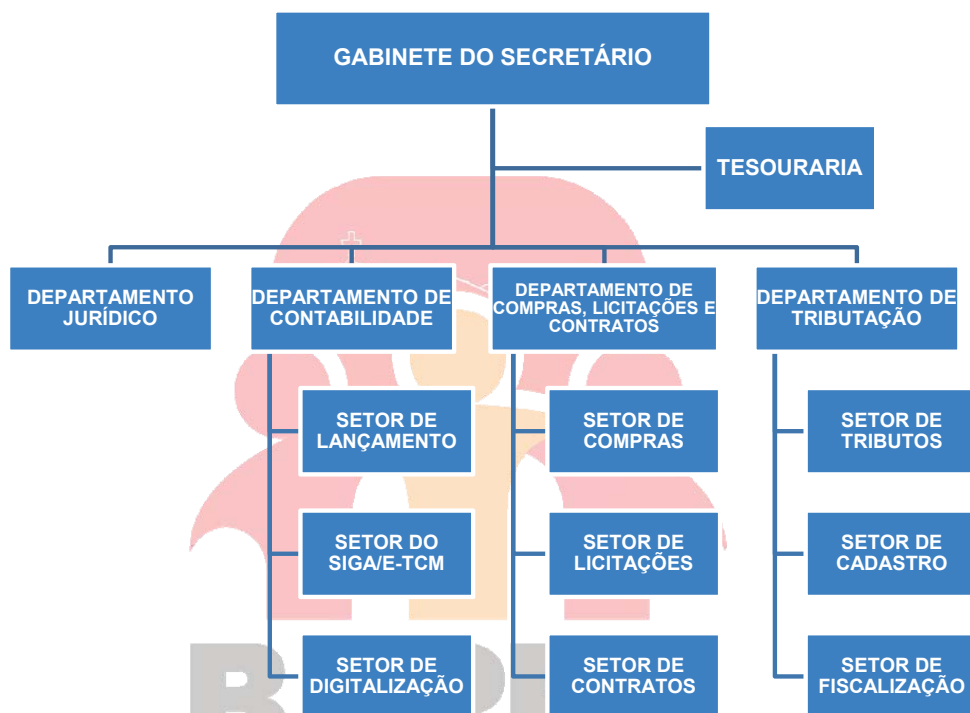 GABINETE DO SECRETÁRIO
TESOURARIA
DEPARTAMENTO
JURÍDICO
DEPARTAMENTO DE
CONTABILIDADE
DEPARTAMENTO DE
COMPRAS, LICITAÇÕES E
CONTRATOS
DEPARTAMENTO DE
TRIBUTAÇÃO
SETOR DE
LANÇAMENTO
SETOR DE
COMPRAS
SETOR DE
TRIBUTOS
SETOR DO
SIGA/E-TCM
SETOR DE
LICITAÇÕES
SETOR DE
CADASTRO
SETOR DE
DIGITALIZAÇÃO
SETOR DE
CONTRATOS
SETOR DE
FISCALIZAÇÃO